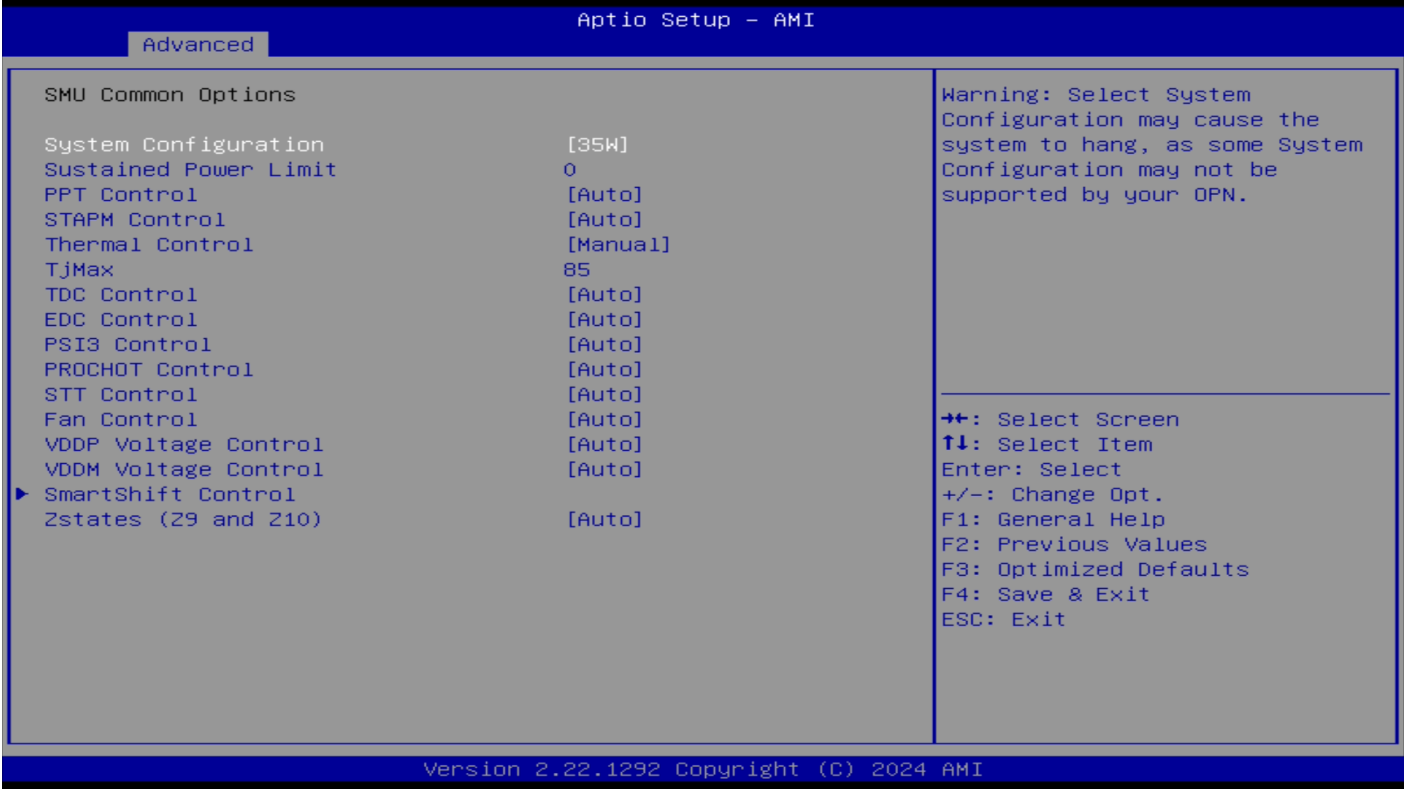 Aptio Setup – AMI
Advanced
SMU Common Options
System Configuration [35W]
Sustained Power Limit 0
PPT Control [Auto]
STAPM Control [Auto]
Thermal Control [Manual]
TjMax 85
TDC Control [Auto]
EDC Control [Auto]
PSI3 Control [Auto]
PROCHOT Control [Auto]
STT Control [Auto]
Fan Control [Auto]
VDDP Voltage Control [Auto]
VDDM Voltage Control [Auto]
SmartShift Control
Zstates (Z9 and Z10) [Auto]
Warning: Select System
Configuration may cause the
system to hang, as some System
Configuration may not be
supported by your OPN.
→←: Select Screen
↑↓: Select Item
Enter: Select
+/-: Change Opt.
F1: General Help
F2: Previous Values
F3: Optimized Defaults
F4: Save & Exit
ESC: Exit
Version 2.22.1292 Copyright (C) 2024 AMI